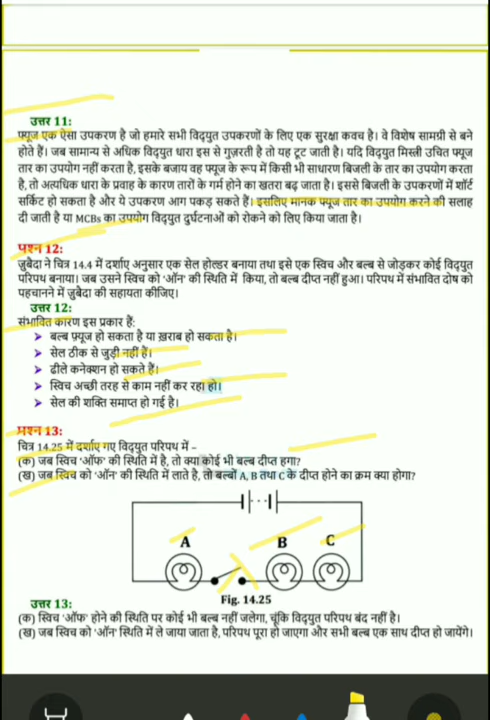 उत्तर 11:
फ्यूज एक ऐसा उपकरण है जो हमारे सभी विद्युत उपकरणों के लिए एक सुरक्षा कवच है। वे विशेष सामग्री से बने
होते हैं। जब सामान्य से अधिक विद्युत धारा इस से गुज़रती है तो यह टूट जाती है। यदि विद्युत मिस्त्री उचित फ्यूज
तार का उपयोग नहीं करता है, इसके बजाय वह फ्यूज के रूप में किसी भी साधारण बिजली के तार का उपयोग करता
है, तो अत्यधिक धारा के प्रवाह के कारण तारों के गर्म होने का खतरा बढ़ जाता है। इससे बिजली के उपकरणों में शॉर्ट
सर्किट हो सकता है और ये उपकरण आग पकड़ सकते हैं। इसलिए मानक फ्यूज तार का उपयोग करने की सलाह
दी जाती है या MCBs का उपयोग विद्युत दुर्घटनाओं को रोकने को लिए किया जाता है।
प्रश्न 12:
ज़ुबैदा ने चित्र 14.4 में दर्शाए अनुसार एक सेल होल्डर बनाया तथा इसे एक स्विच और बल्ब से जोड़कर कोई विद्युत
परिपथ बनाया। जब उसने स्विच को 'ऑन' की स्थिति में किया, तो बल्ब दीप्त नहीं हुआ। परिपथ में संभावित दोष को
पहचानने में ज़ुबैदा की सहायता कीजिए।
उत्तर 12:
संभावित कारण इस प्रकार हैं:
➤ बल्ब फ़्यूज हो सकता है या ख़राब हो सकता है।
➤ सेल ठीक से जुड़ी नहीं हैं।
➤ ढीले कनेक्शन हो सकते हैं।
➤ स्विच अच्छी तरह से काम नहीं कर रहा हो।
➤ सेल की शक्ति समाप्त हो गई है।
प्रश्न 13:
चित्र 14.25 में दर्शाए गए विद्युत परिपथ में –
(क) जब स्विच 'ऑफ' की स्थिति में है, तो क्या कोई भी बल्ब दीप्त हगा?
(ख) जब स्विच को 'ऑन' की स्थिति में लाते है, तो बल्बों A, B तथा C के दीप्त होने का क्रम क्या होगा?
A B C
Fig. 14.25
उत्तर 13:
(क) स्विच 'ऑफ' होने की स्थिति पर कोई भी बल्ब नहीं जलेगा, चूंकि विद्युत परिपथ बंद नहीं है।
(ख) जब स्विच को 'ऑन' स्थिति में ले जाया जाता है, परिपथ पूरा हो जाएगा और सभी बल्ब एक साथ दीप्त हो जायेंगे।